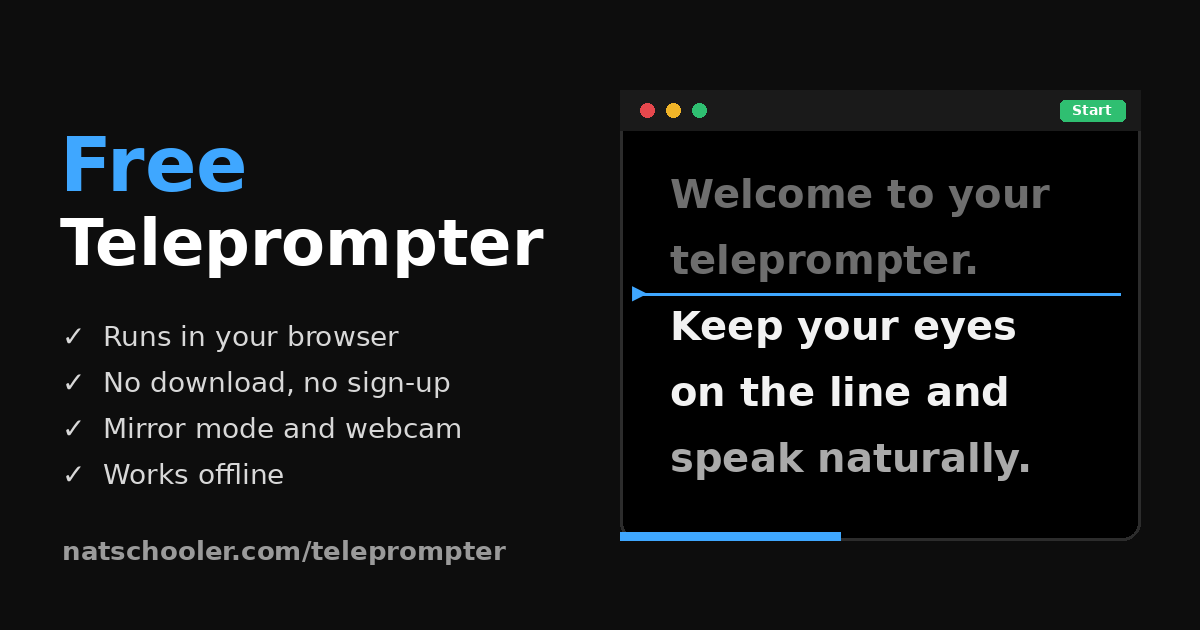 Free
Teleprompter
✓ Runs in your browser
✓ No download, no sign-up
✓ Mirror mode and webcam
✓ Works offline
natschooler.com/teleprompter
Start
Welcome to your
teleprompter.
Keep your eyes
on the line and
speak naturally.